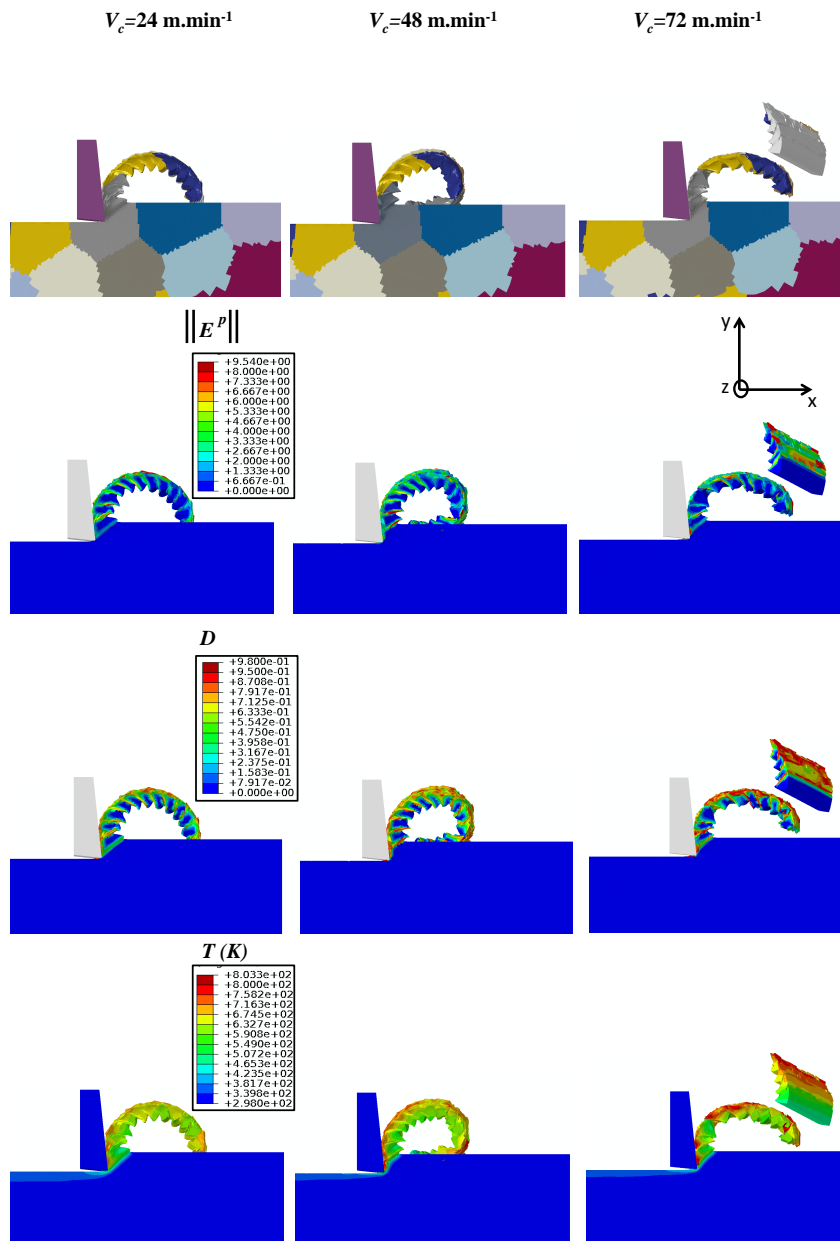 V_c=24 m.min⁻¹ V_c=48 m.min⁻¹ V_c=72 m.min⁻¹
||E^p||
+9.540e+00
+8.000e+00
+7.333e+00
+6.667e+00
+6.000e+00
+5.333e+00
+4.667e+00
+4.000e+00
+3.333e+00
+2.667e+00
+2.000e+00
+1.333e+00
+6.667e-01
+0.000e+00
y
z
x
D
+9.800e-01
+9.500e-01
+8.708e-01
+7.917e-01
+7.125e-01
+6.333e-01
+5.542e-01
+4.750e-01
+3.958e-01
+3.167e-01
+2.375e-01
+1.583e-01
+7.917e-02
+0.000e+00
T (K)
+8.033e+02
+8.000e+02
+7.582e+02
+7.163e+02
+6.745e+02
+6.327e+02
+5.908e+02
+5.490e+02
+5.072e+02
+4.653e+02
+4.235e+02
+3.817e+02
+3.398e+02
+2.980e+02